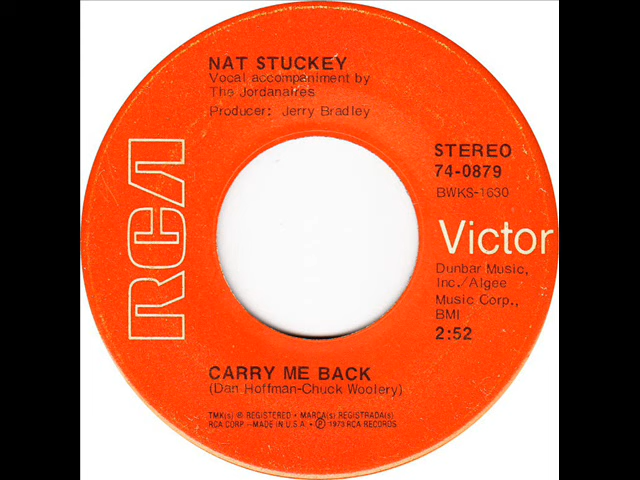 NAT STUCKEY
Vocal accompaniment by
The Jordanaires
Producer: Jerry Bradley
RCA
STEREO
74-0879
BWKS-1630
Victor
Dunbar Music,
Inc./Algee
Music Corp.,
BMI
2:52
CARRY ME BACK
(Dan Hoffman-Chuck Woolery)
TMK(s) ® REGISTERED • MARCA(s) REGISTRADA(s)
RCA CORP.-MADE IN U.S.A. • ℗ 1973 RCA RECORDS